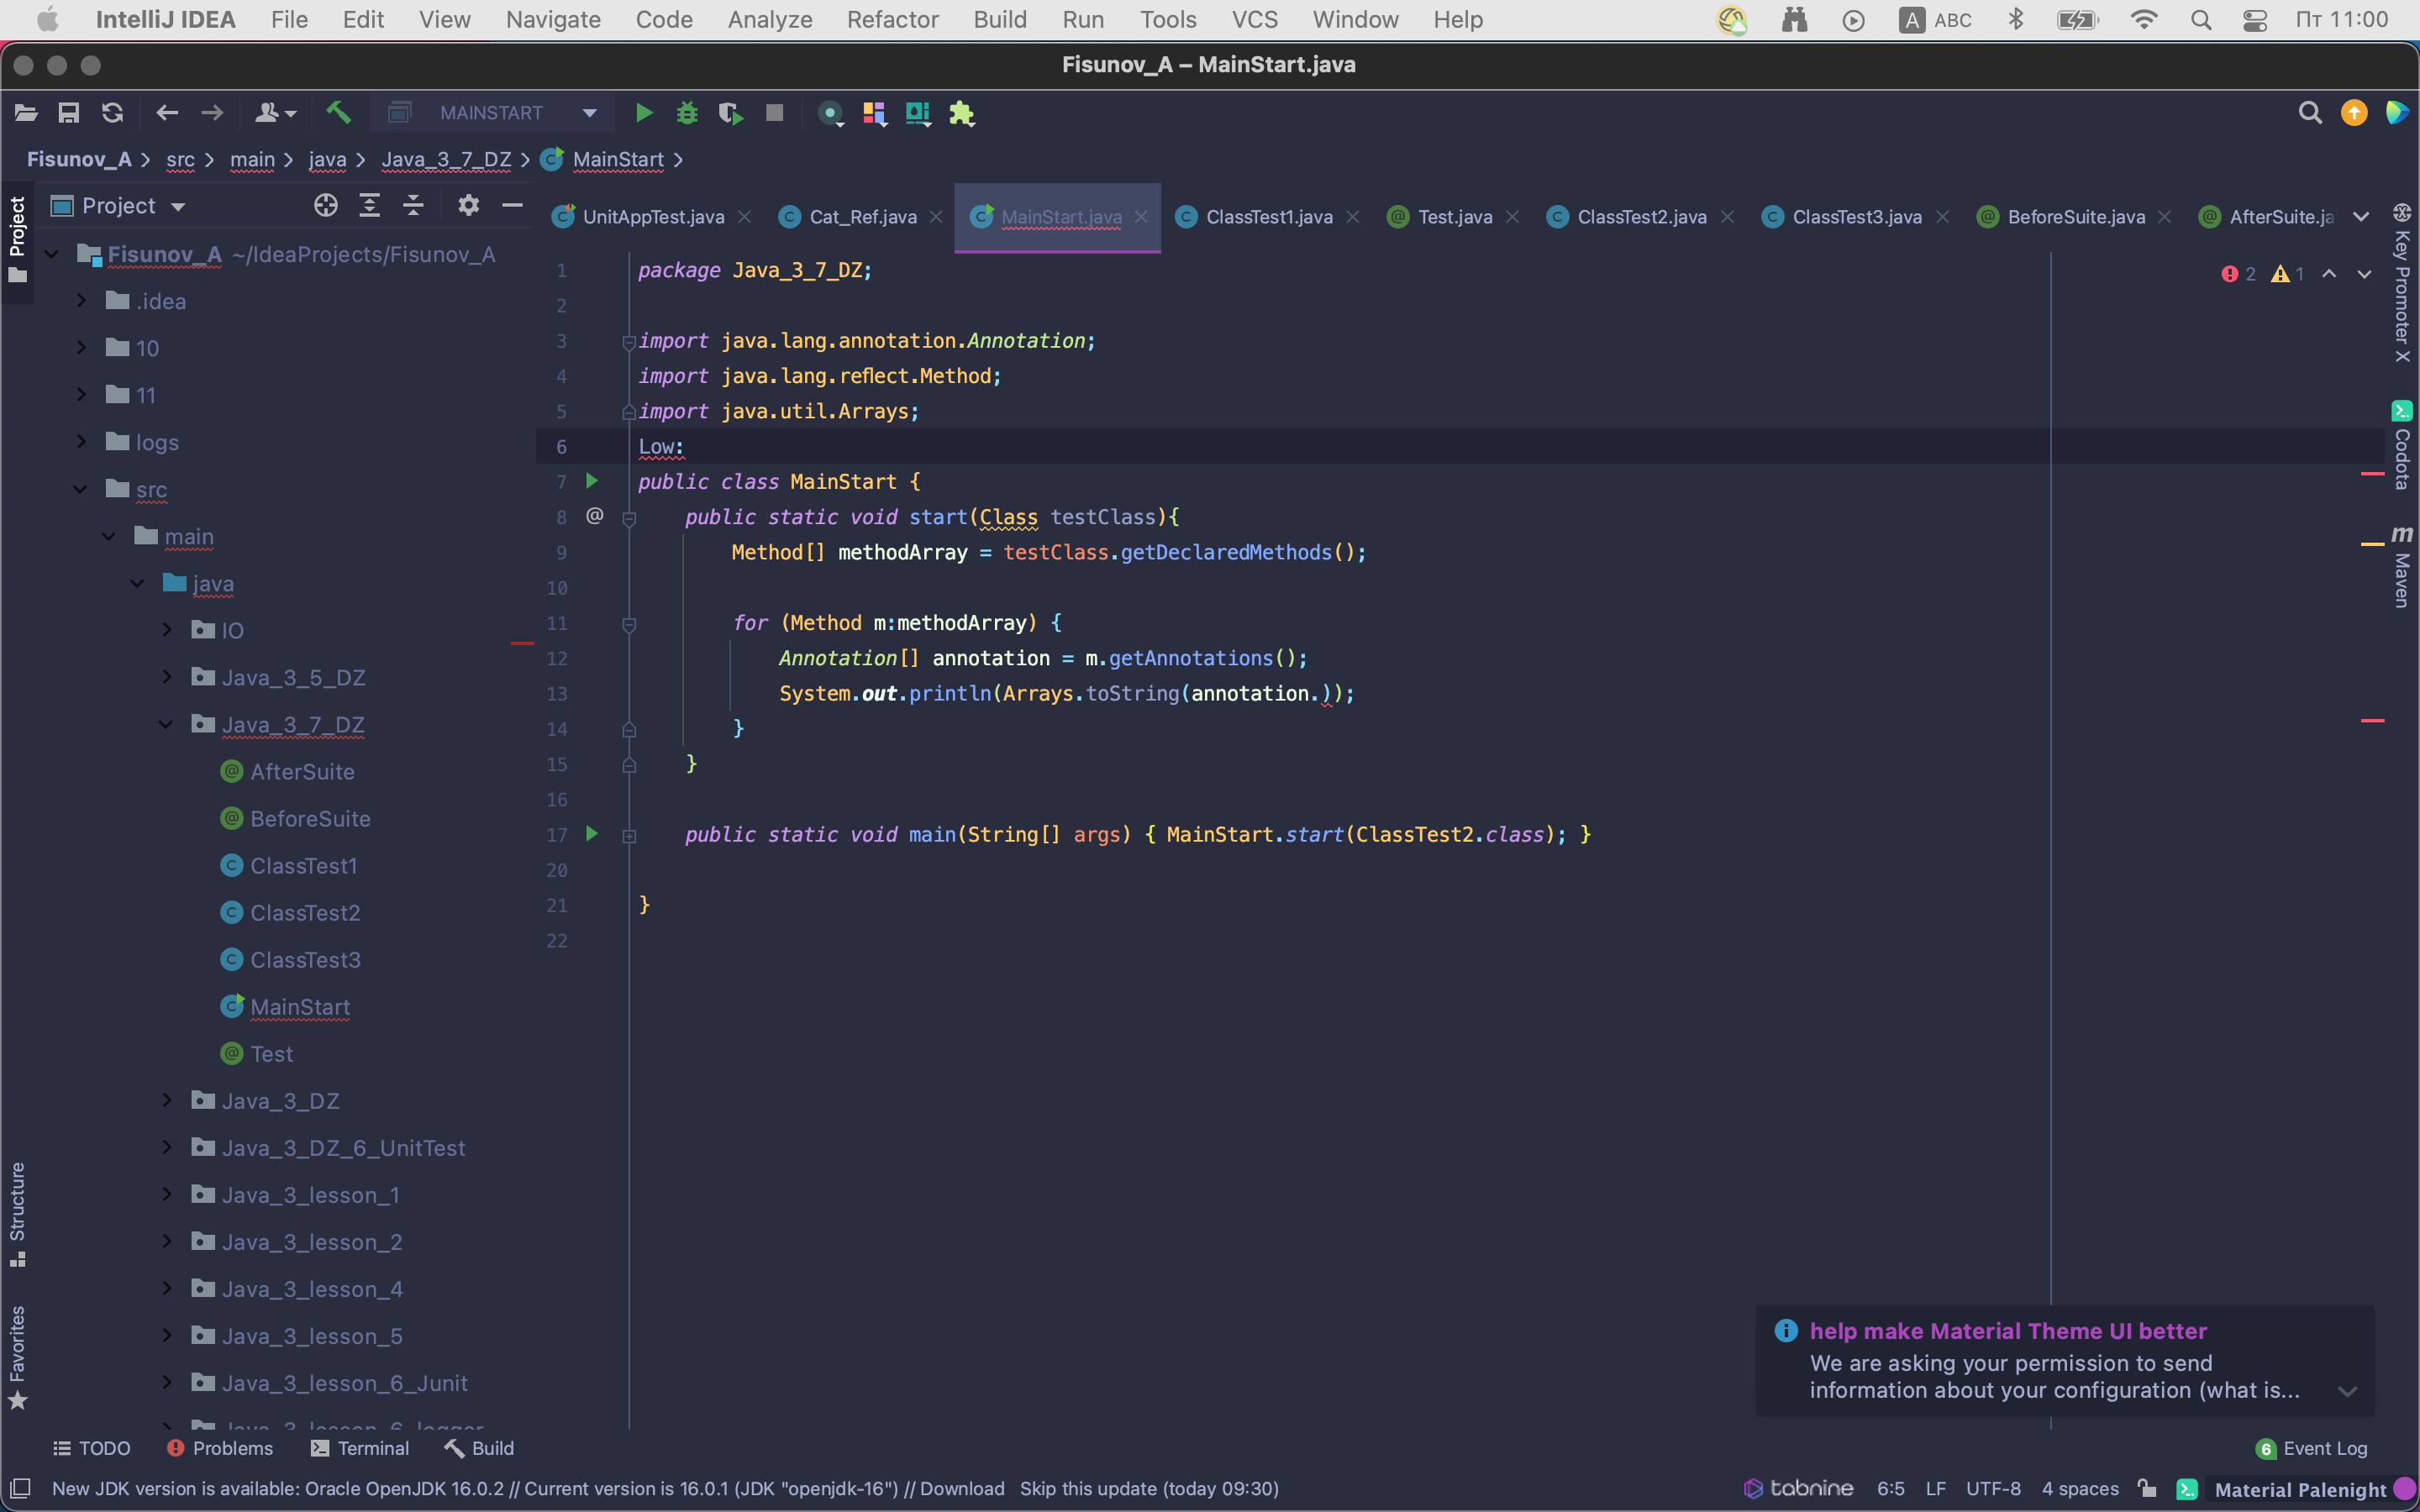 IntelliJ IDEA File Edit View Navigate Code Analyze Refactor Build Run Tools VCS Window Help A ABC Пт 11:00
Fisunov_A – MainStart.java
MAINSTART
Fisunov_A src main java Java_3_7_DZ MainStart
Project
Project
UnitAppTest.java Cat_Ref.java MainStart.java ClassTest1.java Test.java ClassTest2.java ClassTest3.java BeforeSuite.java AfterSuite.ja
Fisunov_A ~/IdeaProjects/Fisunov_A
.idea
10
11
logs
src
main
java
IO
Java_3_5_DZ
Java_3_7_DZ
AfterSuite
BeforeSuite
ClassTest1
ClassTest2
ClassTest3
MainStart
Test
Java_3_DZ
Java_3_DZ_6_UnitTest
Java_3_lesson_1
Java_3_lesson_2
Java_3_lesson_4
Java_3_lesson_5
Java_3_lesson_6_Junit
Java_3_lesson_6_logger
Structure
Favorites
1 package Java_3_7_DZ;
2
3 import java.lang.annotation.Annotation;
4 import java.lang.reflect.Method;
5 import java.util.Arrays;
6 Low:
7 public class MainStart {
8 @ public static void start(Class testClass){
9 Method[] methodArray = testClass.getDeclaredMethods();
10
11 for (Method m:methodArray) {
12 Annotation[] annotation = m.getAnnotations();
13 System.out.println(Arrays.toString(annotation.));
14 }
15 }
16
17 public static void main(String[] args) { MainStart.start(ClassTest2.class); }
20
21 }
22
2 1
Key Promoter X
Codota
m Maven
help make Material Theme UI better
We are asking your permission to send
information about your configuration (what is...
TODO Problems Terminal Build 6 Event Log
New JDK version is available: Oracle OpenJDK 16.0.2 // Current version is 16.0.1 (JDK "openjdk-16") // Download Skip this update (today 09:30) tabnine 6:5 LF UTF-8 4 spaces Material Palenight